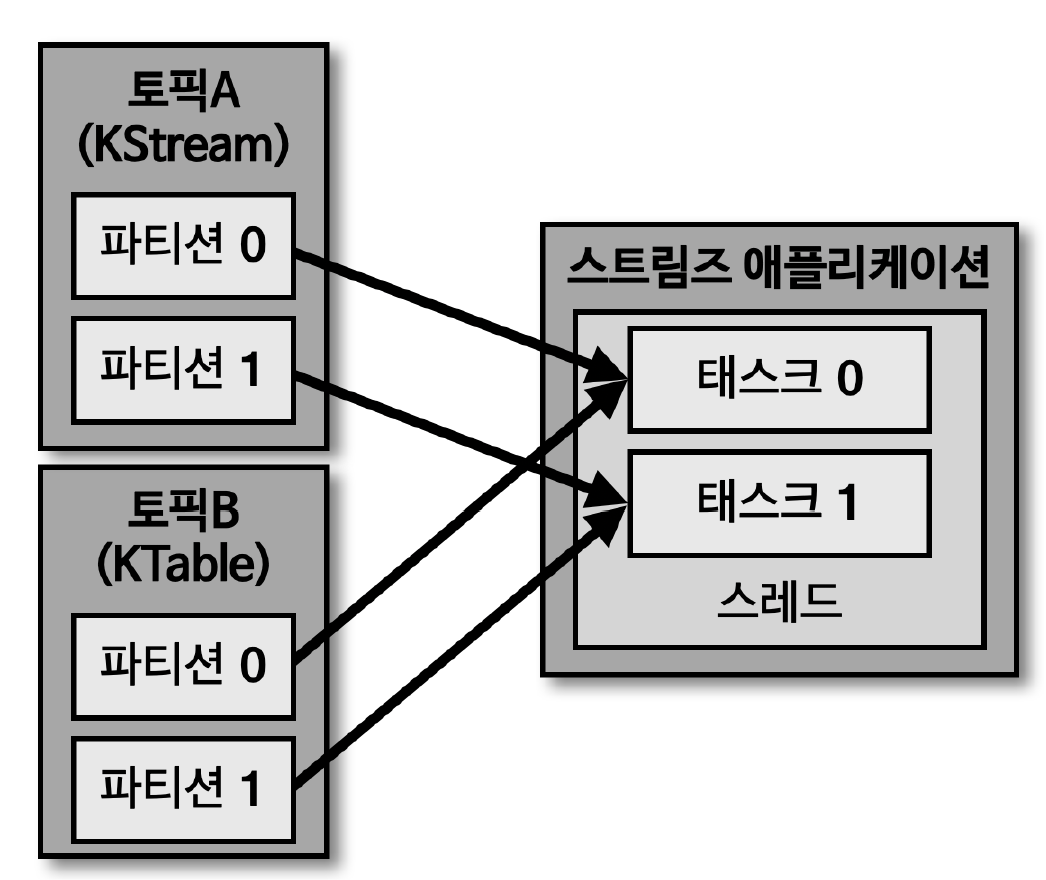 토픽A
(KStream)
파티션 0
파티션 1
토픽B
(KTable)
파티션 0
파티션 1
스트림즈 애플리케이션
태스크 0
태스크 1
스레드